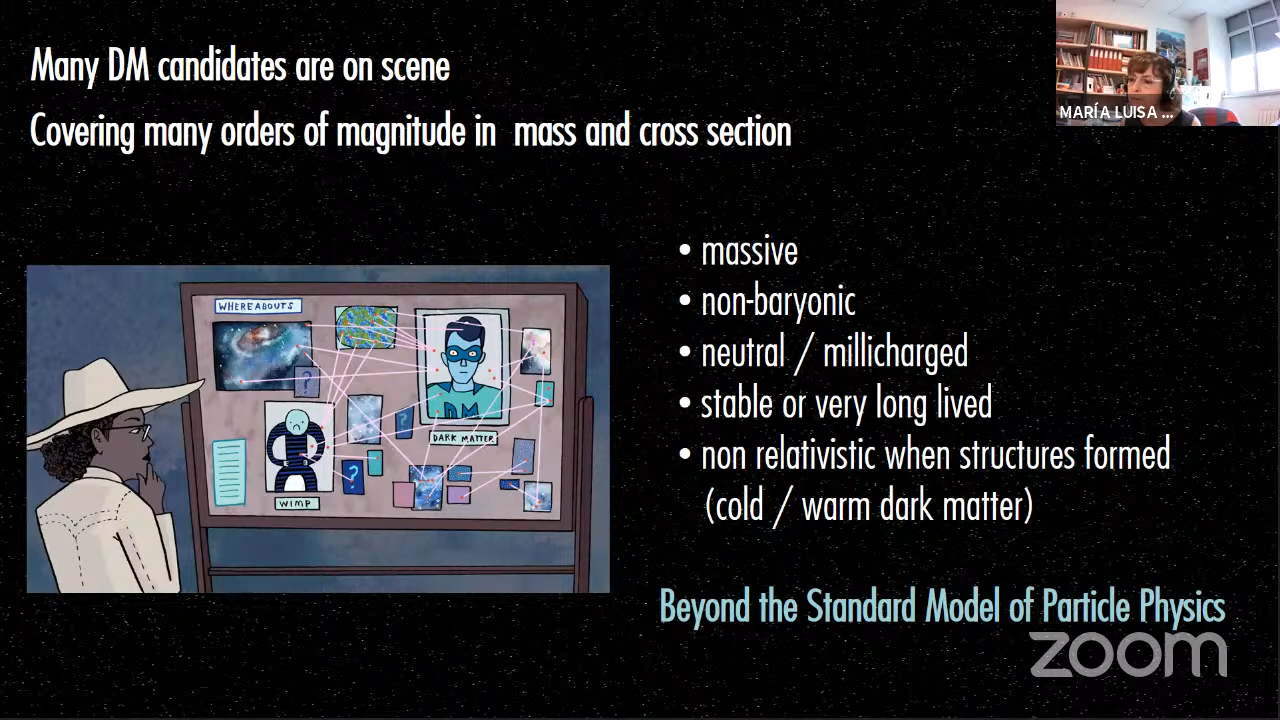 Many DM candidates are on scene
Covering many orders of magnitude in mass and cross section
MARÍA LUISA ...
WHEREABOUTS
?
DM
?
DARK MATTER
?
WIMP
• massive
• non-baryonic
• neutral / millicharged
• stable or very long lived
• non relativistic when structures formed
(cold / warm dark matter)
Beyond the Standard Model of Particle Physics
zoom